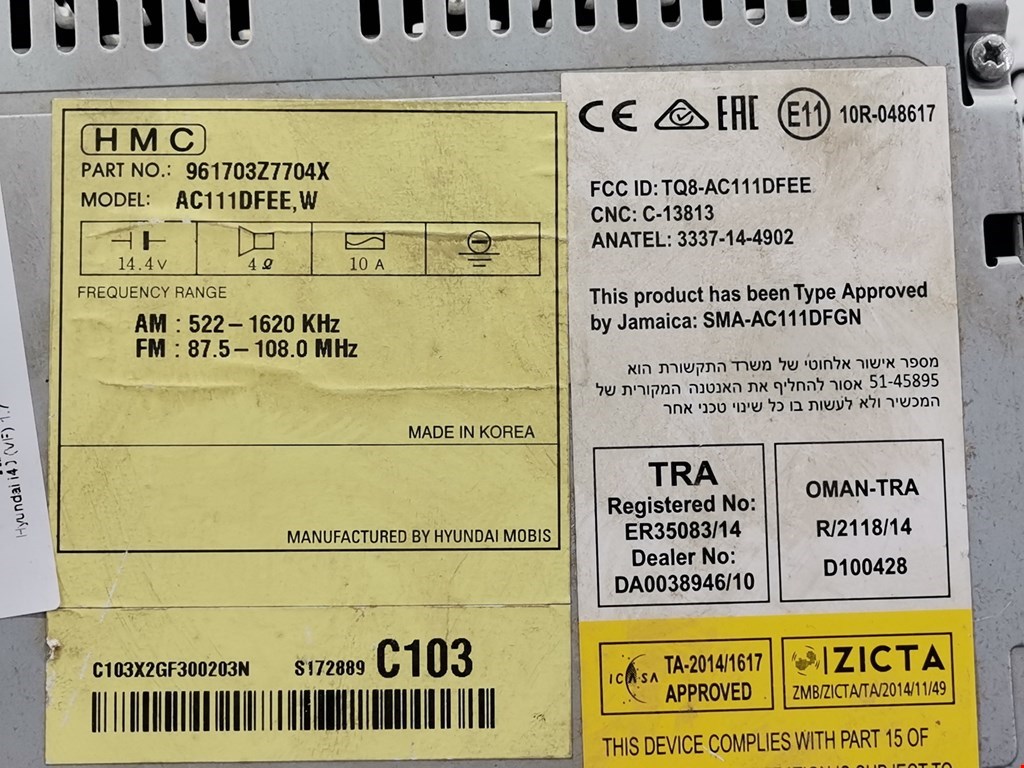 HMC
PART NO.: 961703Z7704X
MODEL: AC111DFEE,W
14.4V 4Ω 10 A
FREQUENCY RANGE
AM : 522 – 1620 KHz
FM : 87.5 – 108.0 MHz
MADE IN KOREA
MANUFACTURED BY HYUNDAI MOBIS
C103X2GF300203N S172889 C103
CE EAC E11 10R-048617
FCC ID: TQ8-AC111DFEE
CNC: C-13813
ANATEL: 3337-14-4902
This product has been Type Approved
by Jamaica: SMA-AC111DFGN
מספר אישור אלחוטי של משרד התקשורת הוא
51-45895 אסור להחליף את האנטנה המקורית של
המכשיר ולא לעשות בו כל שינוי טכני אחר
TRA
Registered No:
ER35083/14
Dealer No:
DA0038946/10
OMAN-TRA
R/2118/14
D100428
ICASA
TA-2014/1617
APPROVED
ZICTA
ZMB/ZICTA/TA/2014/11/49
THIS DEVICE COMPLIES WITH PART 15 OF
Hyundai i40 (VF) 1.7